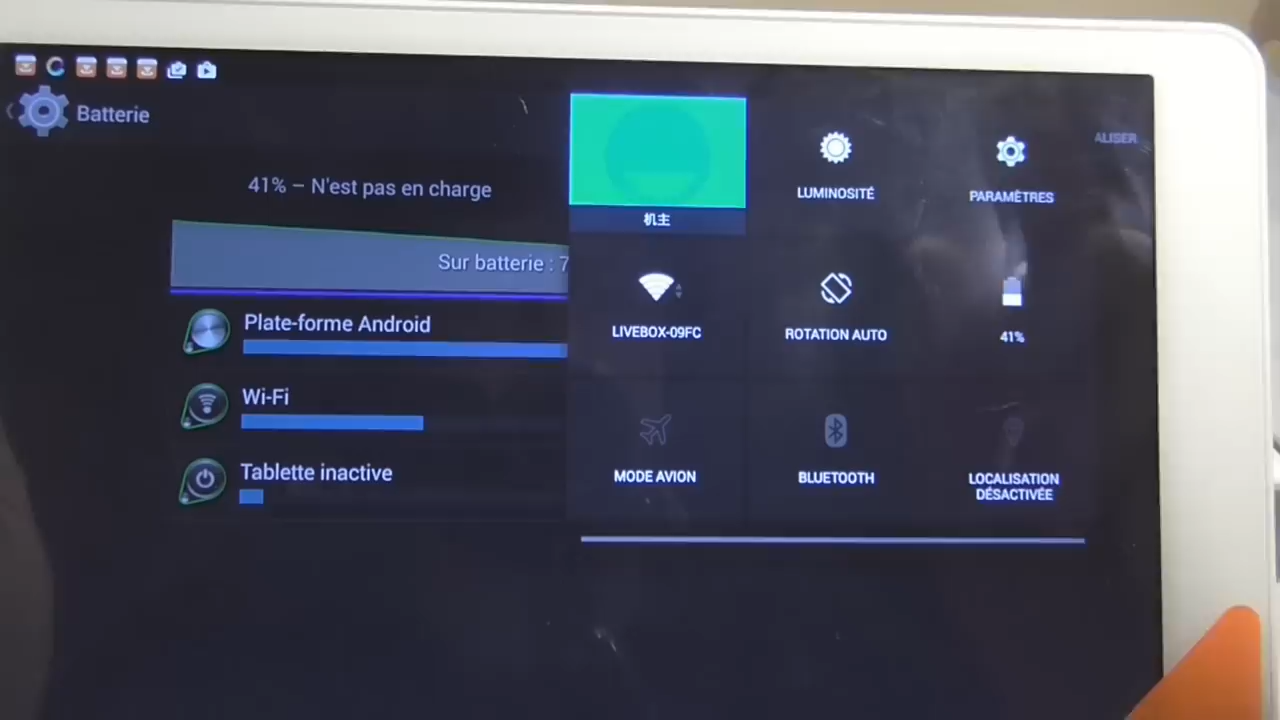 Batterie
41% – N'est pas en charge
Sur batterie : 7
Plate-forme Android
Wi-Fi
Tablette inactive
机主
LUMINOSITÉ
PARAMÈTRES
ALISER
LIVEBOX-09FC
ROTATION AUTO
41%
MODE AVION
BLUETOOTH
LOCALISATION
DÉSACTIVÉE